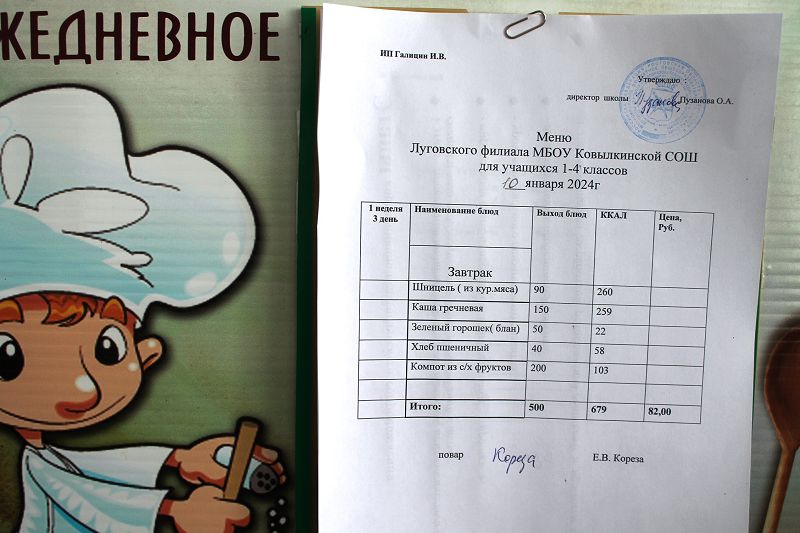 ЖЕДНЕВНОЕ
ИП Галицин И.В.
Утверждаю :
директор школы Пузанова О.А.
Меню
Луговского филиала МБОУ Ковылкинской СОШ
для учащихся 1-4 классов
10 января 2024г
1 неделя 3 день Наименование блюд Выход блюд ККАЛ Цена, Руб.
Завтрак
Шницель ( из кур.мяса) 90 260
Каша гречневая 150 259
Зеленый горошек( блан) 50 22
Хлеб пшеничный 40 58
Компот из с/х фруктов 200 103
Итого: 500 679 82,00
повар Кореза Е.В. Кореза